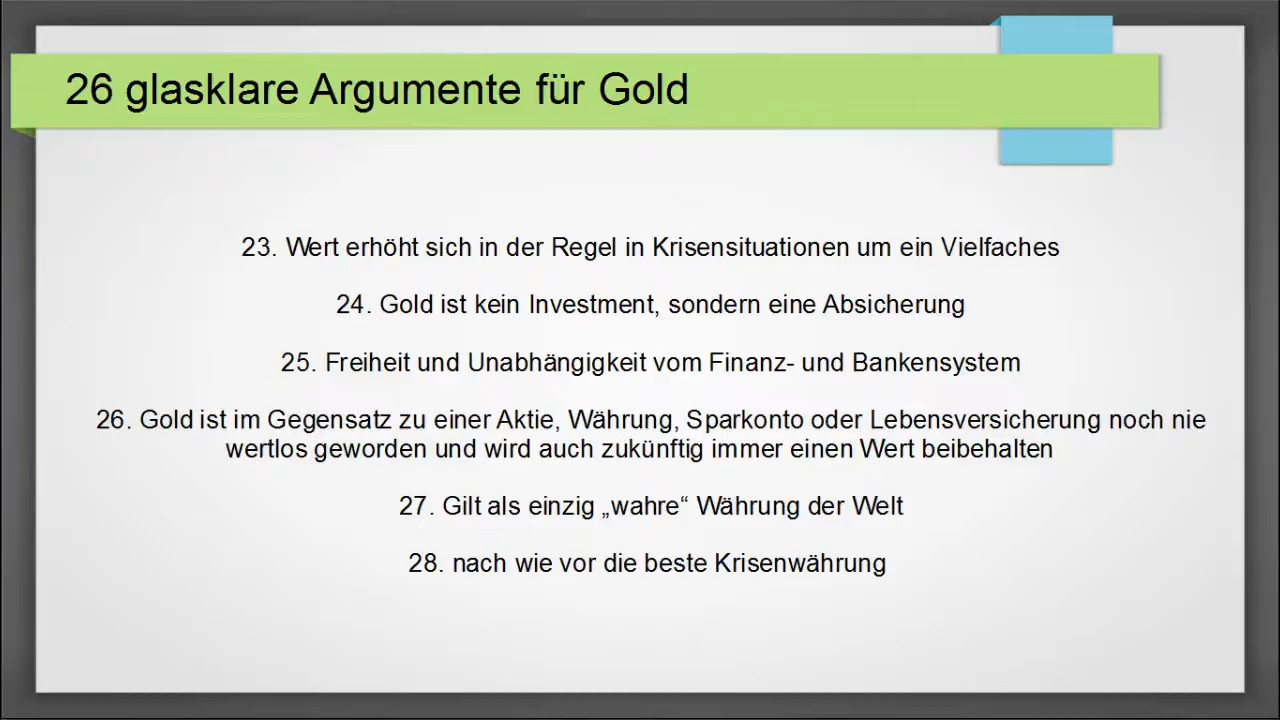 26 glasklare Argumente für Gold
23. Wert erhöht sich in der Regel in Krisensituationen um ein Vielfaches
24. Gold ist kein Investment, sondern eine Absicherung
25. Freiheit und Unabhängigkeit vom Finanz- und Bankensystem
26. Gold ist im Gegensatz zu einer Aktie, Währung, Sparkonto oder Lebensversicherung noch nie
wertlos geworden und wird auch zukünftig immer einen Wert beibehalten
27. Gilt als einzig „wahre“ Währung der Welt
28. nach wie vor die beste Krisenwährung